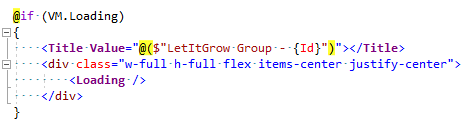 @if (VM.Loading)
{
    <Title Value="@($"LetItGrow Group - {Id}")"></Title>
    <div class="w-full h-full flex items-center justify-center">
        <Loading />
    </div>
}